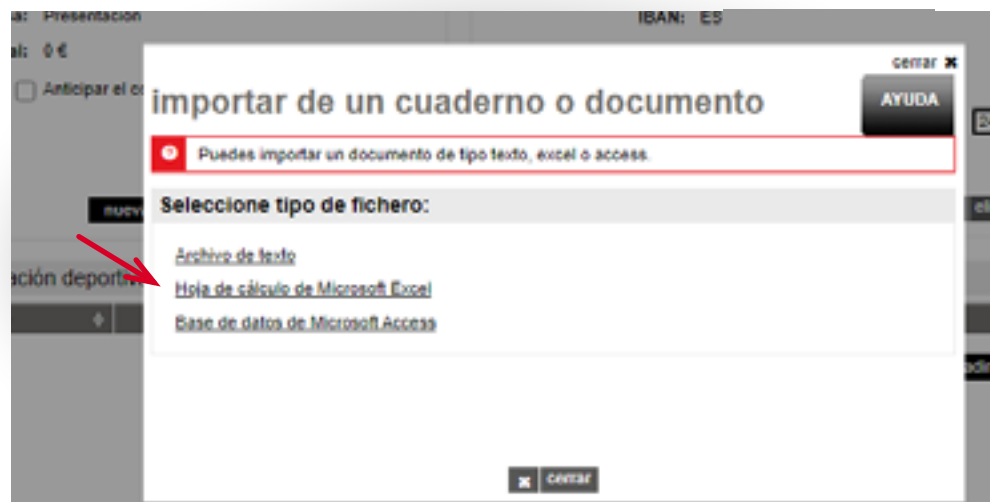 Presentación
IBAN: ES
0 €
Anticipar el
cerrar ✖
importar de un cuaderno o documento
AYUDA
Puedes importar un documento de tipo texto, excel o access.
Seleccione tipo de fichero:
Archivo de texto
ación deportiv
Hoja de cálculo de Microsoft Excel
Base de datos de Microsoft Access
✖ cerrar